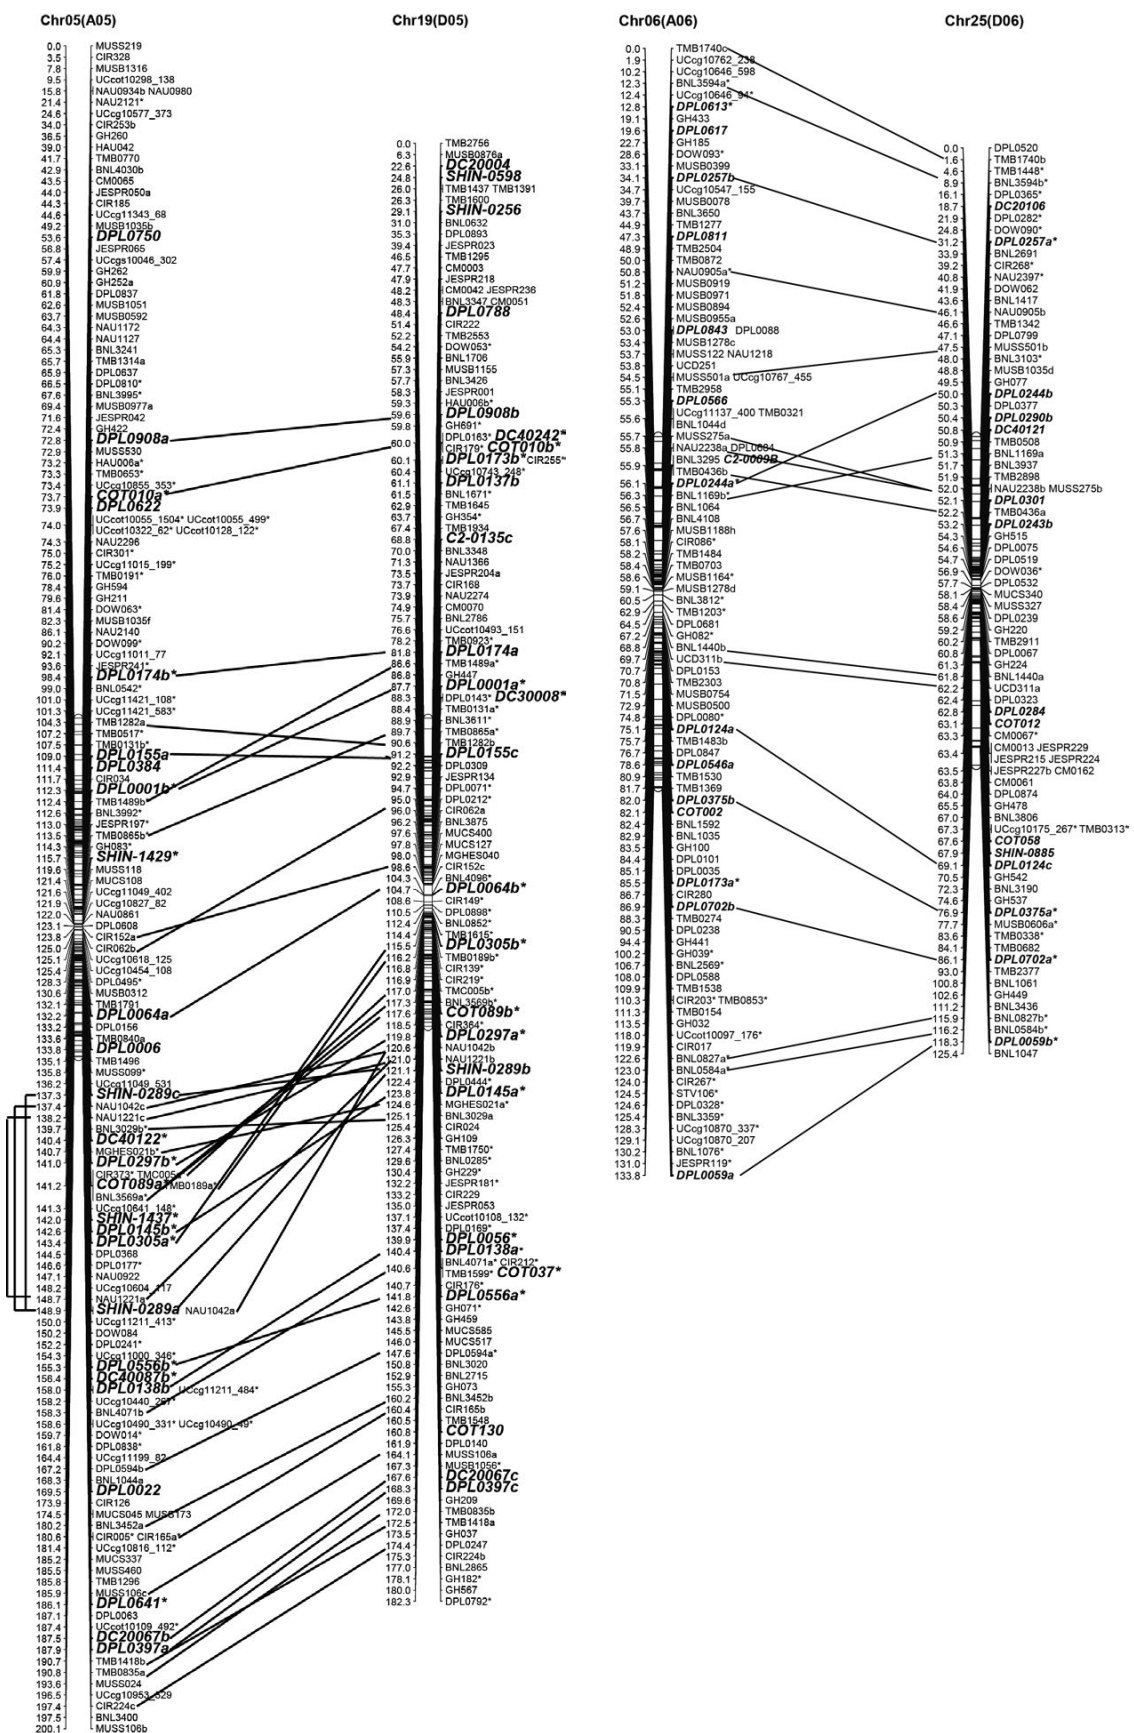 Chr05(A05)
0.0 MUSS219
3.5 CIR328
7.8 MUSB1316
9.5 UCcot10298_138
15.8 NAU0934b NAU0980
21.4 NAU2121*
24.6 UCcg10577_373
34.0 CIR253b
36.5 GH260
39.0 HAU042
41.7 TMB0770
42.9 BNL4030b
43.5 CM0065
44.0 JESPR050a
44.3 CIR185
44.6 UCcg11343_68
49.2 MUSB1035b
53.6 DPL0750
56.8 JESPR065
57.4 UCcgs10046_302
59.9 GH262
60.9 GH252a
61.8 DPL0837
62.6 MUSB1051
63.7 MUSB0592
64.3 NAU1172
64.4 NAU1127
65.3 BNL3241
65.7 TMB1314a
65.9 DPL0637
66.5 DPL0810*
67.6 BNL3995*
69.4 MUSB0977a
71.8 JESPR042
72.4 GH422
72.8 DPL0908a
72.9 MUSS530
73.2 HAU006a*
73.3 TMB0653*
73.4 UCcg10855_353*
73.7 COT010a*
73.9 DPL0622
74.0 UCcot10055_1504* UCcot10055_499*
UCcot10322_62* UCcot10128_122*
74.3 NAU2296
75.0 CIR301*
75.2 UCcg11015_199*
76.0 TMB0191*
78.4 GH594
79.6 GH211
81.4 DOW063*
82.3 MUSB1035f
86.1 NAU2140
90.2 DOW099*
92.1 UCcg11011_77
93.6 JESPR241*
98.4 DPL0174b*
99.0 BNL0542*
101.0 UCcg11421_108*
101.3 UCcg11421_583*
104.3 TMB1282a
107.2 TMB0517*
107.5 TMB0131b*
109.0 DPL0155a
111.4 DPL0384
111.7 CIR034
112.3 DPL0001b*
112.4 TMB1489b
112.6 BNL3992*
113.0 JESPR197*
113.5 TMB0865b*
114.3 GH083*
115.7 SHIN-1429*
119.6 MUSS118
121.4 MUCS108
121.6 UCcg11049_402
121.9 UCcg10827_82
122.0 NAU0861
123.1 DPL0608
123.8 CIR152a
125.0 CIR062b
125.1 UCcg10618_125
125.4 UCcg10454_108
128.3 DPL0495*
130.6 MUSB0312
132.1 TMB1791
132.2 DPL0064a
133.2 DPL0156
133.6 TMB0840a
133.8 DPL0006
135.1 TMB1496
135.8 MUSS099*
136.2 UCcg11049_531
137.3 SHIN-0289c
137.4 NAU1042c
138.2 NAU1221c
139.7 BNL3029b*
140.4 DC40122*
140.7 MGHES021b*
141.0 DPL0297b*
CIR373* TMC005a
141.2 COT089a* TMB0189a*
BNL3569a*
141.3 UCcg10641_148*
142.0 SHIN-1437*
142.6 DPL0145b*
143.4 DPL0305a*
144.5 DPL0368
146.6 DPL0177*
147.1 NAU0922
148.2 UCcg10604_117
148.7 NAU1221a
148.9 SHIN-0289a NAU1042a
150.0 UCcg11211_413*
150.2 DOW084
152.2 DPL0241*
154.3 UCcg11000_346*
155.3 DPL0556b*
156.4 DC40087b*
158.0 DPL0138b UCcg11211_484*
158.2 UCcg10440_267*
158.3 BNL4071b
158.6 UCcg10490_331* UCcg10490_49*
159.7 DOW014*
161.8 DPL0838*
164.4 UCcg11199_82
167.2 DPL0594b
168.3 BNL1044a
169.5 DPL0022
173.9 CIR126
174.5 MUCS045 MUSS173
180.2 BNL3452a
180.6 CIR005* CIR165a*
181.4 UCcg10816_112*
185.2 MUCS337
185.5 MUSS460
185.8 TMB1296
185.9 MUSS106c
186.1 DPL0641*
187.1 DPL0063
187.4 UCcot10109_492*
187.5 DC20067b
187.9 DPL0397a
190.7 TMB1418b
190.8 TMB0835a
193.6 MUSS024
196.5 UCcg10953_529
197.4 CIR224c
197.5 BNL3400
200.1 MUSS106b
Chr19(D05)
0.0 TMB2756
6.3 MUSB0876a
22.6 DC20004
24.8 SHIN-0598
26.0 TMB1437 TMB1391
26.3 TMB1600
29.1 SHIN-0256
31.0 BNL0632
35.3 DPL0893
39.4 JESPR023
46.5 TMB1295
47.7 CM0003
47.9 JESPR218
48.2 CM0042 JESPR236
48.3 BNL3347 CM0051
48.4 DPL0788
51.4 CIR222
52.2 TMB2553
54.2 DOW053*
55.9 BNL1706
57.3 MUSB1155
57.7 BNL3426
58.3 JESPR001
59.3 HAU006b*
59.6 DPL0908b
59.8 GH691*
60.0 DPL0163* DC40242*
CIR179* COT010b*
60.1 DPL0173b* CIR255*
60.4 UCcg10743_248*
61.1 DPL0137b
61.5 BNL1671*
62.9 TMB1645
63.7 GH354*
67.4 TMB1934
68.8 C2-0135c
70.0 BNL3348
71.3 NAU1366
73.5 JESPR204a
73.7 CIR168
73.9 NAU2274
74.9 CM0070
75.7 BNL2786
76.6 UCcg10493_151
78.2 TMB0923*
81.8 DPL0174a
86.6 TMB1489a*
86.8 GH447
87.7 DPL0001a*
88.3 DPL0143* DC30008*
88.4 TMB0131a*
88.9 BNL3611*
89.7 TMB0865a*
90.6 TMB1282b
91.2 DPL0155c
92.2 DPL0309
92.9 JESPR134
94.7 DPL0071*
95.0 DPL0212*
96.0 CIR062a
96.2 BNL3875
97.6 MUCS400
97.8 MUCS127
98.0 MGHES040
98.6 CIR152c
104.3 BNL4096*
104.7 DPL0064b*
108.6 CIR149*
110.5 DPL0898*
112.4 BNL0852*
114.4 TMB1615*
115.5 DPL0305b*
116.2 TMB0189b*
116.8 CIR139*
116.9 CIR219*
117.0 TMC005b*
117.3 BNL3569b*
117.6 COT089b*
118.5 CIR364*
119.8 DPL0297a*
120.6 NAU1042b
121.0 NAU1221b
121.1 SHIN-0289b
122.4 DPL0444*
123.8 DPL0145a*
124.6 MGHES021a*
125.1 BNL3029a
125.4 CIR024
126.3 GH109
127.4 TMB1750*
129.6 BNL0285*
130.4 GH229*
132.2 JESPR181*
133.2 CIR229
135.0 JESPR053
137.1 UCcot10108_132*
137.4 DPL0169*
139.9 DPL0056*
140.4 DPL0138a*
140.6 BNL4071a* CIR212*
TMB1599* COT037*
140.7 CIR176*
141.8 DPL0556a*
142.6 GH071*
143.8 GH459
145.5 MUCS585
146.0 MUCS517
147.6 DPL0594a*
150.8 BNL3020
152.9 BNL2715
155.3 GH073
160.2 BNL3452b
160.4 CIR165b
160.5 TMB1548
160.8 COT130
161.9 DPL0140
164.1 MUSS106a
167.3 MUSB1056*
167.6 DC20067c
168.3 DPL0397c
169.6 GH209
172.0 TMB0835b
172.5 TMB1418a
173.5 GH037
174.4 DPL0247
175.3 CIR224b
177.0 BNL2865
178.1 GH182*
180.0 GH567
182.3 DPL0792*
Chr06(A06)
0.0 TMB1740c
1.9 UCcg10762_238
10.2 UCcg10646_598
12.3 BNL3594a*
12.4 UCcg10646_94*
12.8 DPL0613*
19.1 GH433
19.6 DPL0617
22.7 GH185
28.6 DOW093*
33.1 MUSB0399
34.1 DPL0257b
34.7 UCcg10547_155
39.7 MUSB0078
43.7 BNL3650
44.9 TMB1277
47.3 DPL0811
48.9 TMB2504
50.0 TMB0872
50.8 NAU0905a*
51.2 MUSB0919
51.8 MUSB0971
52.4 MUSB0894
52.6 MUSB0955a
53.0 DPL0843 DPL0088
53.4 MUSB1278c
53.7 MUSS122 NAU1218
53.8 UCD251
54.5 MUSS501a UCcg10767_455
55.1 TMB2958
55.3 DPL0566
55.6 UCcg11137_400 TMB0321
BNL1044d
55.7 MUSS275a
55.8 NAU2238a DPL0684
55.9 BNL3295 C2-0009B
TMB0436b
56.1 DPL0244a*
56.3 BNL1169b*
56.5 BNL1064
56.7 BNL4108
57.6 MUSB1188h
58.1 CIR086*
58.2 TMB1484
58.4 TMB0703
58.6 MUSB1164*
59.1 MUSB1278d
60.5 BNL3812*
62.9 TMB1203*
64.5 DPL0681
67.2 GH082*
68.8 BNL1440b
69.7 UCD311b
70.7 DPL0153
70.8 TMB2303
71.5 MUSB0754
72.9 MUSB0500
74.8 DPL0080*
75.1 DPL0124a
75.7 TMB1483b
76.7 DPL0847
78.6 DPL0546a
80.9 TMB1530
81.7 TMB1369
82.0 DPL0375b
82.1 COT002
82.4 BNL1592
82.9 BNL1035
83.5 GH100
84.4 DPL0101
85.1 DPL0035
85.5 DPL0173a*
86.7 CIR280
86.9 DPL0702b
88.3 TMB0274
90.5 DPL0238
94.4 GH441
100.2 GH039*
106.7 BNL2569*
108.0 DPL0588
109.9 TMB1538
110.3 CIR203* TMB0853*
111.3 TMB0154
113.5 GH032
118.0 UCcot10097_176*
119.9 CIR017
122.6 BNL0827a*
123.0 BNL0584a*
124.0 CIR267*
124.5 STV106*
124.6 DPL0328*
125.4 BNL3359*
128.3 UCcg10870_337*
129.1 UCcg10870_207
130.2 BNL1076*
131.0 JESPR119*
133.8 DPL0059a
Chr25(D06)
0.0 DPL0520
1.6 TMB1740b
4.6 TMB1448*
8.9 BNL3594b*
16.1 DPL0365*
18.7 DC20106
21.9 DPL0282*
24.8 DOW090*
31.2 DPL0257a*
33.9 BNL2691
39.2 CIR268*
40.8 NAU2397*
41.9 DOW062
43.6 BNL1417
46.1 NAU0905b
46.6 TMB1342
47.1 DPL0799
47.5 MUSS501b
48.0 BNL3103*
48.8 MUSB1035d
49.5 GH077
50.0 DPL0244b
50.3 DPL0377
50.4 DPL0290b
50.8 DC40121
50.9 TMB0508
51.3 BNL1169a
51.7 BNL3937
51.9 TMB2898
52.0 NAU2238b MUSS275b
52.1 DPL0301
52.2 TMB0436a
53.2 DPL0243b
54.3 GH515
54.6 DPL0075
54.7 DPL0519
56.9 DOW036*
57.7 DPL0532
58.1 MUCS340
58.4 MUSS327
58.6 DPL0239
59.2 GH220
60.2 TMB2911
60.8 DPL0067
61.3 GH224
61.8 BNL1440a
62.2 UCD311a
62.4 DPL0323
62.8 DPL0284
63.1 COT012
63.3 CM0067*
63.4 CM0013 JESPR229
JESPR215 JESPR224
63.5 JESPR227b CM0162
63.8 CM0061
64.0 DPL0874
65.5 GH478
67.0 BNL3806
67.3 UCcg10175_267* TMB0313*
67.6 COT058
67.9 SHIN-0885
69.1 DPL0124c
70.5 GH542
72.3 BNL3190
74.6 GH537
76.9 DPL0375a*
77.7 MUSB0606a*
83.6 TMB0338*
84.1 TMB0682
86.1 DPL0702a*
93.0 TMB2377
100.8 BNL1061
102.6 GH449
111.2 BNL3436
115.9 BNL0827b*
116.2 BNL0584b*
118.3 DPL0059b*
125.4 BNL1047